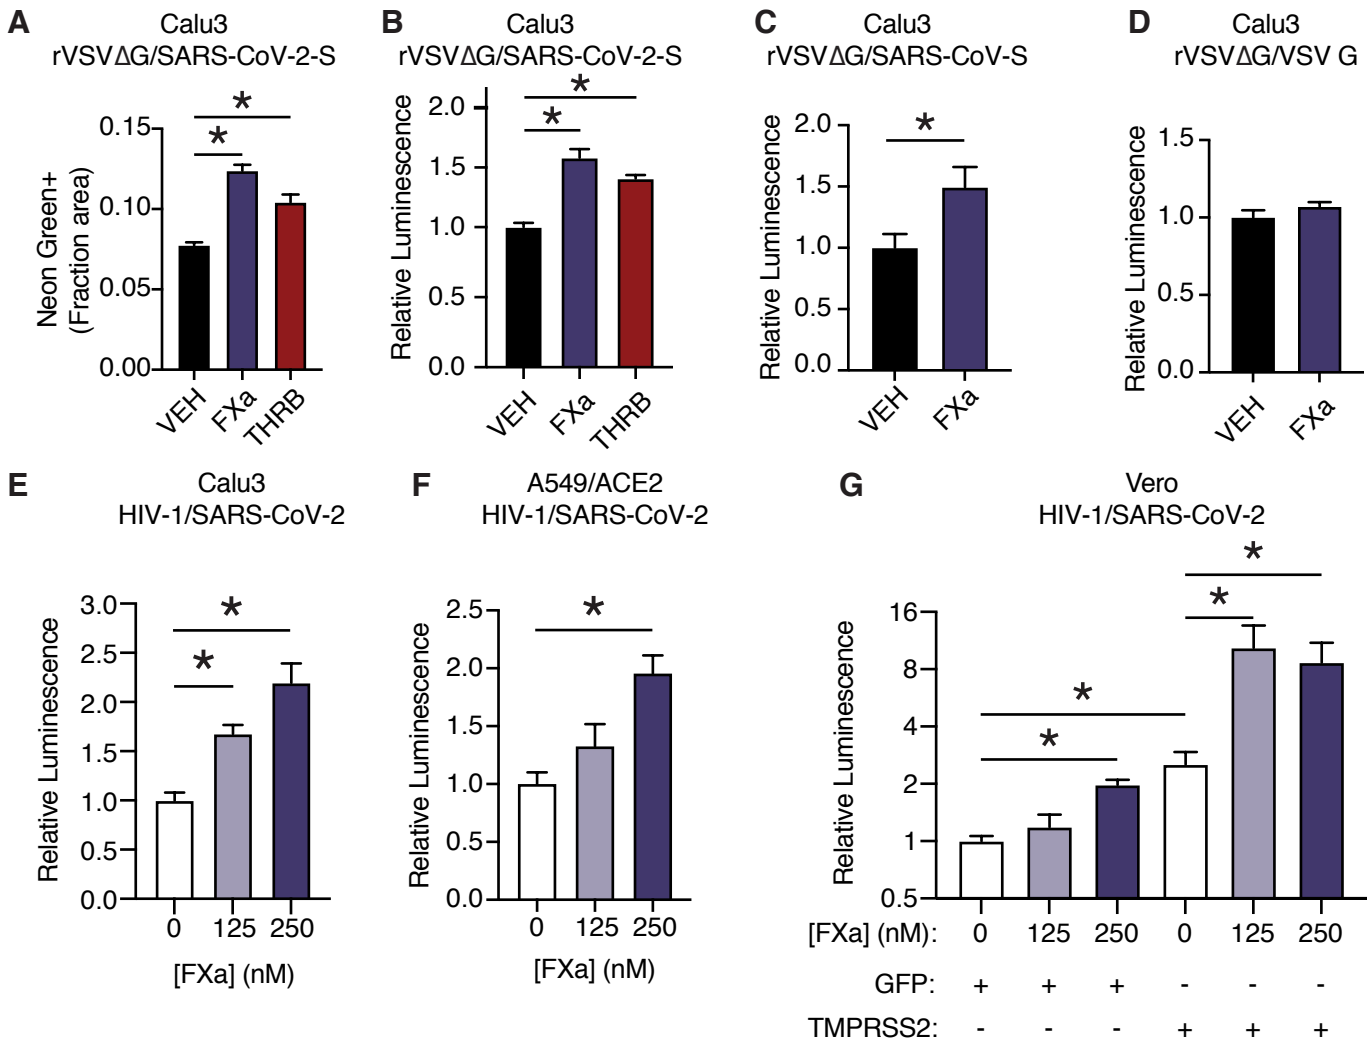 A
Calu3
rVSVΔG/SARS-CoV-2-S
Neon Green+
(Fraction area)
0.15
0.10
0.05
0.00
*
*
VEH
FXa
THRB
B
Calu3
rVSVΔG/SARS-CoV-2-S
Relative Luminescence
2.0
1.5
1.0
0.5
0.0
*
*
VEH
FXa
THRB
C
Calu3
rVSVΔG/SARS-CoV-S
Relative Luminescence
2.0
1.5
1.0
0.5
0.0
*
VEH
FXa
D
Calu3
rVSVΔG/VSV G
Relative Luminescence
1.5
1.0
0.5
0.0
VEH
FXa
E
Calu3
HIV-1/SARS-CoV-2
Relative Luminescence
3.0
2.5
2.0
1.5
1.0
0.5
0.0
*
*
0 125 250
[FXa] (nM)
F
A549/ACE2
HIV-1/SARS-CoV-2
Relative Luminescence
2.5
2.0
1.5
1.0
0.5
0.0
*
0 125 250
[FXa] (nM)
G
Vero
HIV-1/SARS-CoV-2
Relative Luminescence
16
8
4
2
1
0.5
*
*
*
*
[FXa] (nM): 0 125 250 0 125 250
GFP: + + + - - -
TMPRSS2: - - - + + +